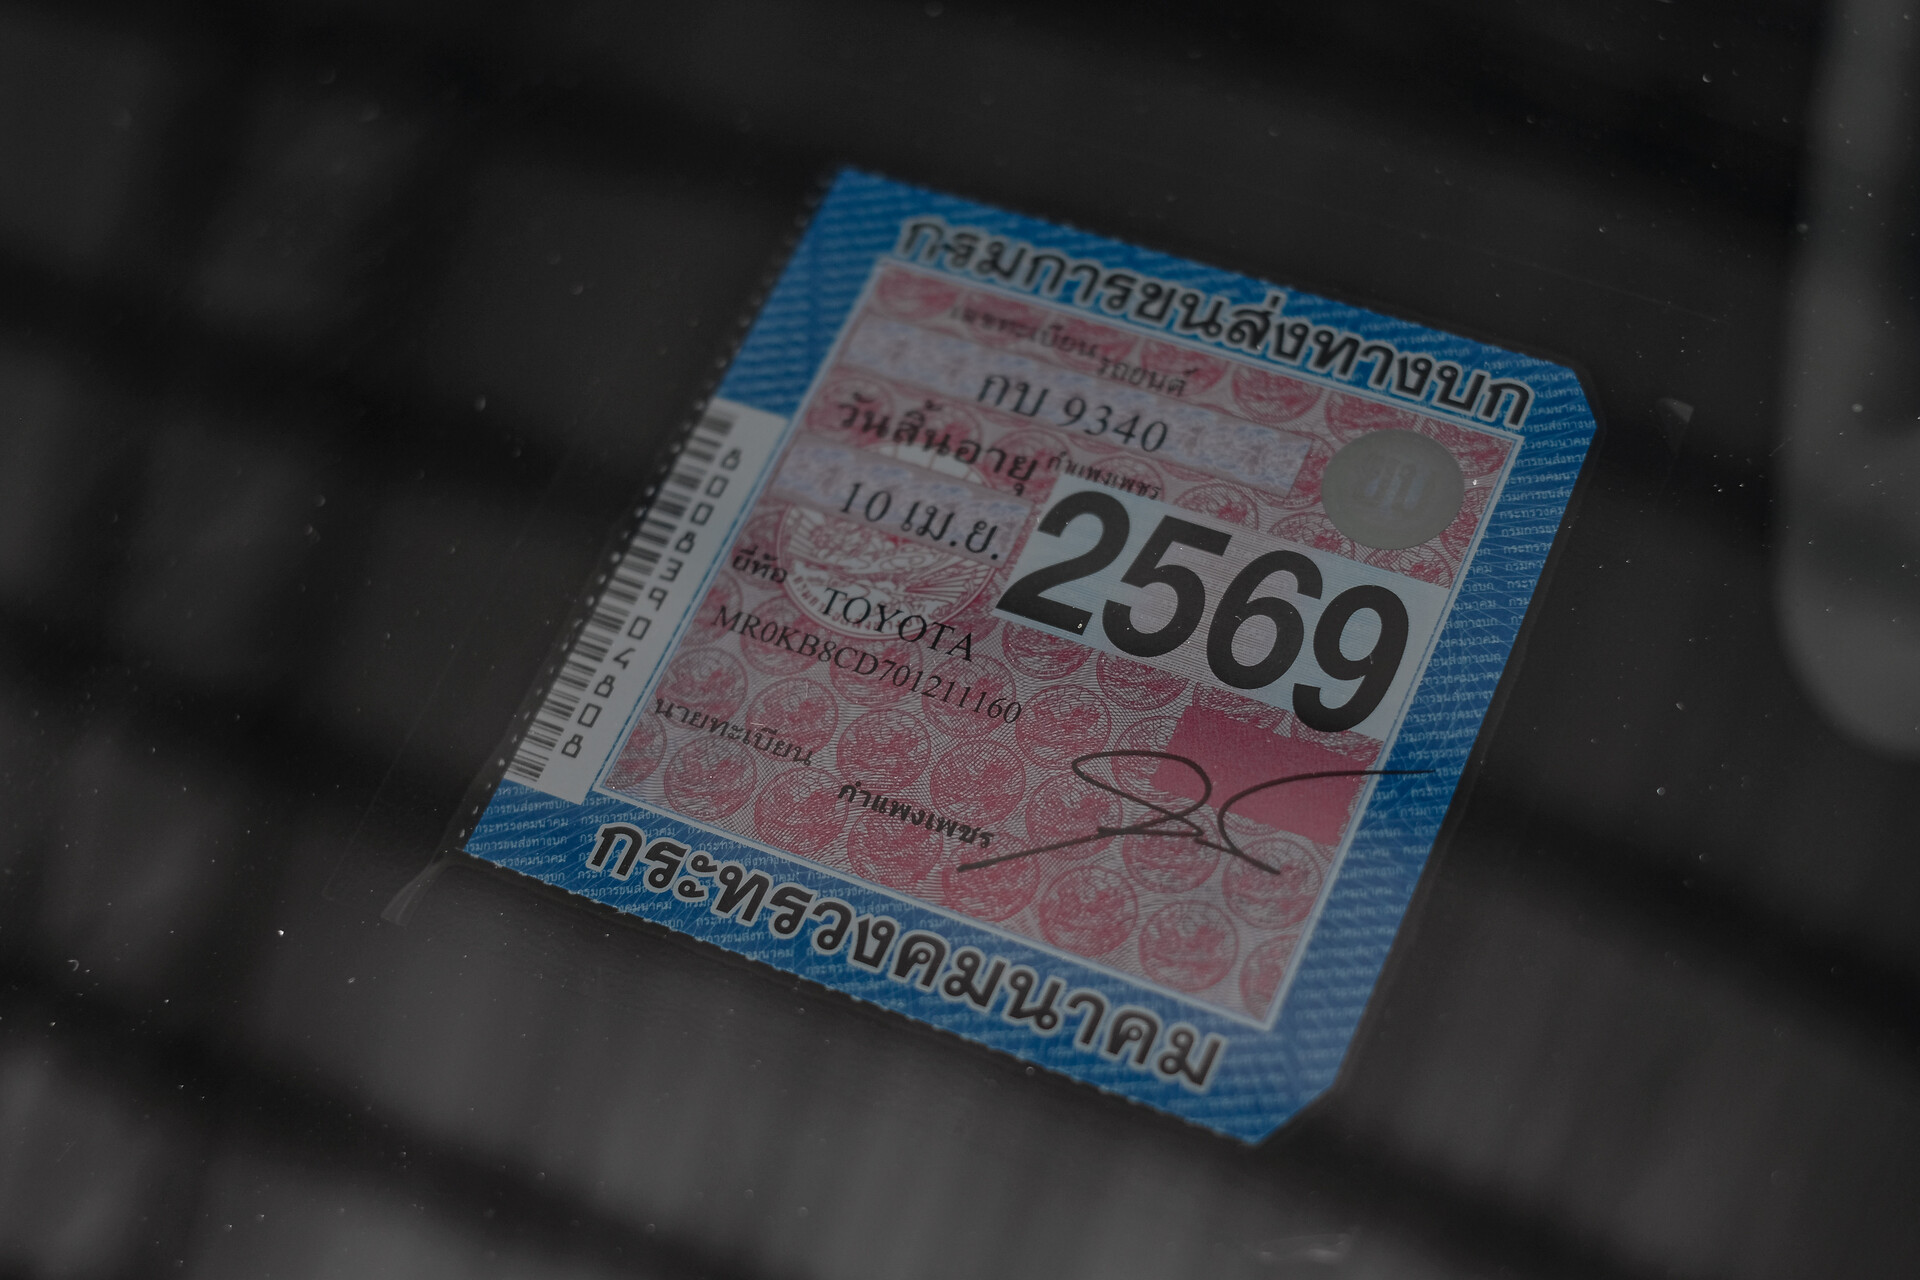 กรมการขนส่งทางบก
เลขทะเบียนรถยนต์
กบ 9340
กำแพงเพชร
วันสิ้นอายุ
10 เม.ย.
2569
ยี่ห้อ TOYOTA
MR0KB8CD701211160
นายทะเบียน
กำแพงเพชร
กระทรวงคมนาคม